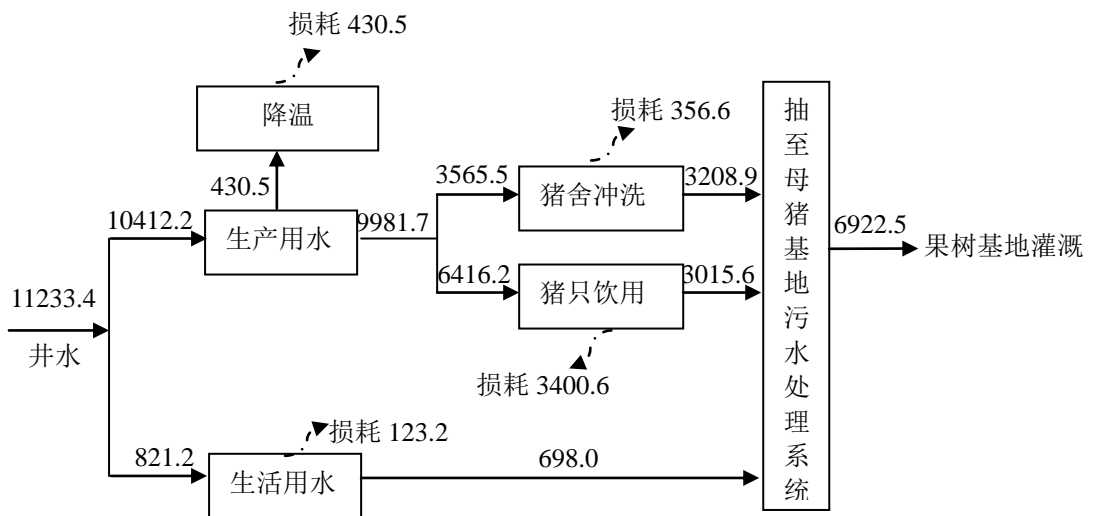 损耗 430.5
降温
损耗 356.6
430.5
3565.5
猪舍冲洗
3208.9
10412.2
生产用水
9981.7
6922.5
果树基地灌溉
6416.2
猪只饮用
3015.6
11233.4
井水
损耗 3400.6
损耗 123.2
821.2
生活用水
698.0
抽至母猪基地污水处理系统